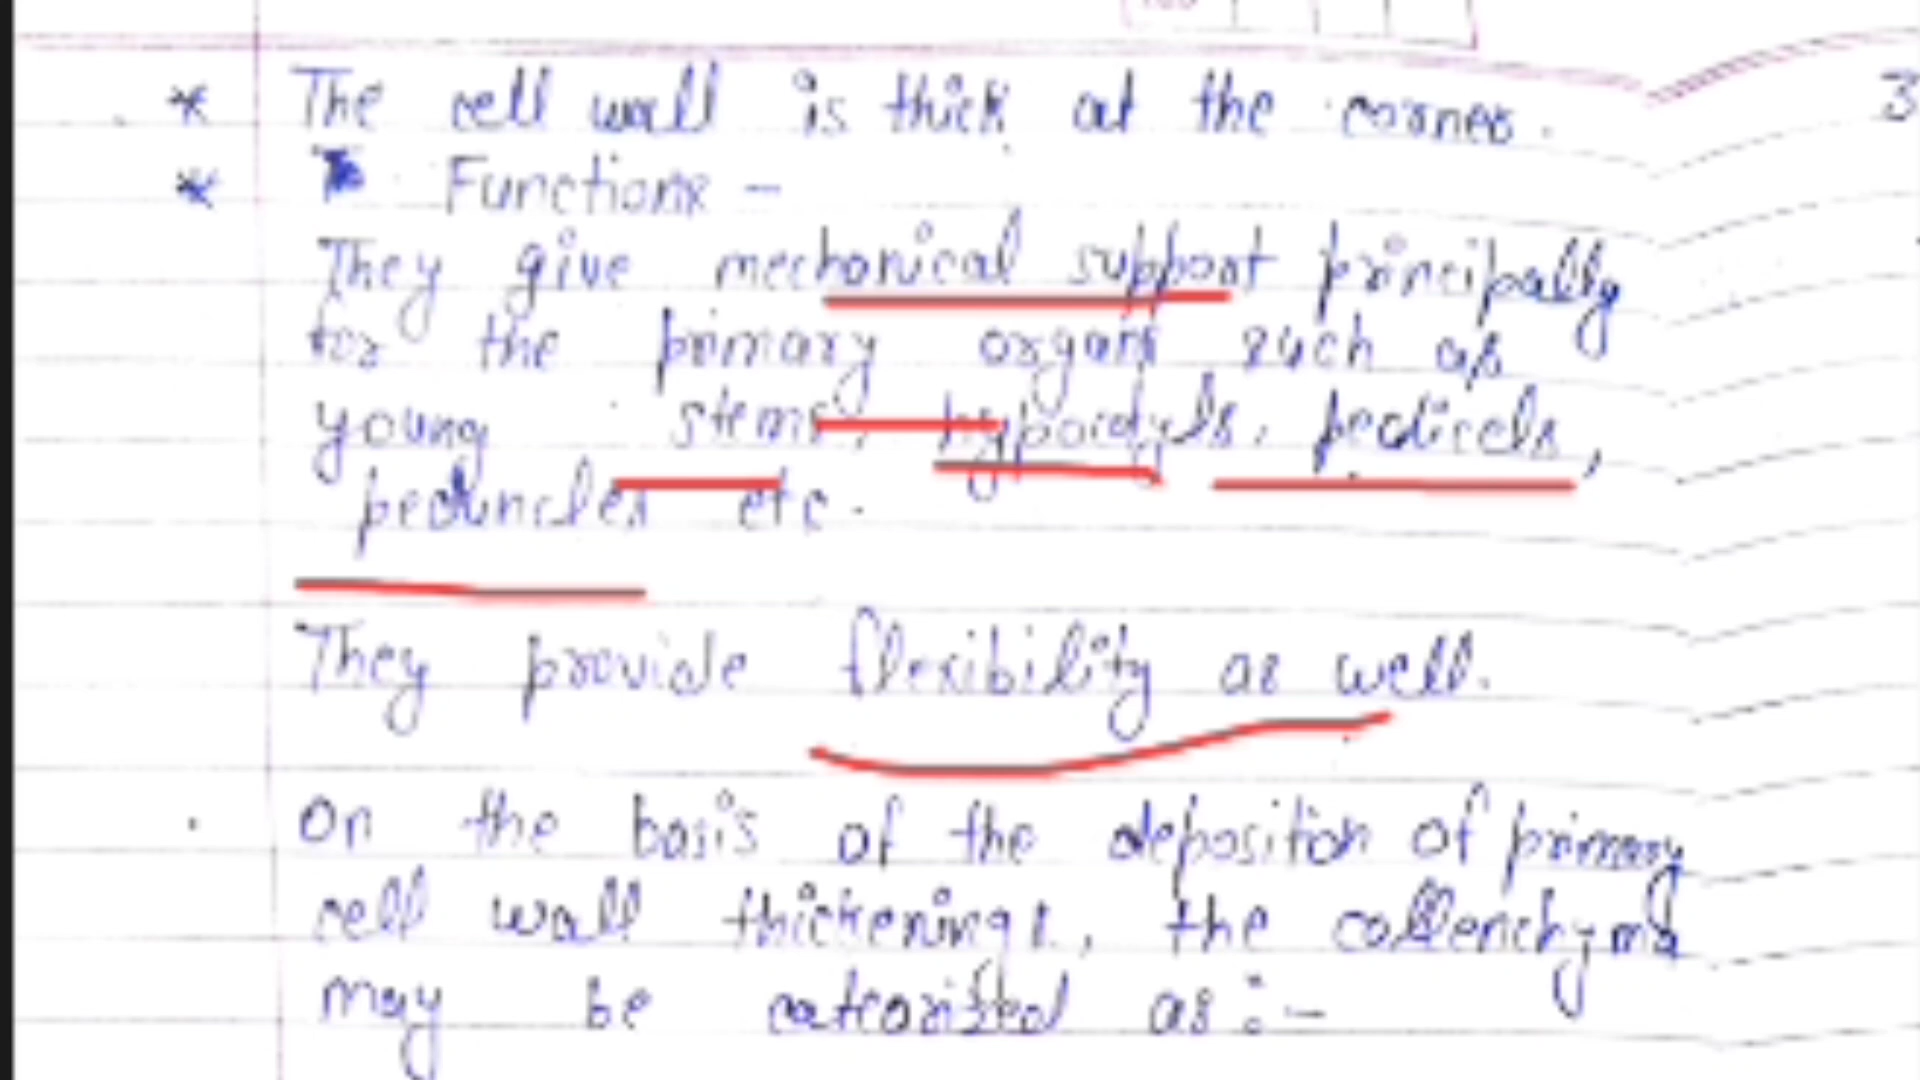 * The cell wall is thick at the corner.
* Functions -
They give mechanical support principally
for the primary organs such as
young stems, hypocotyls, pedicels,
peduncles etc.
They provide flexibility as well.
On the basis of the deposition of primary
cell wall thickenings, the collenchyma
may be as:-
3